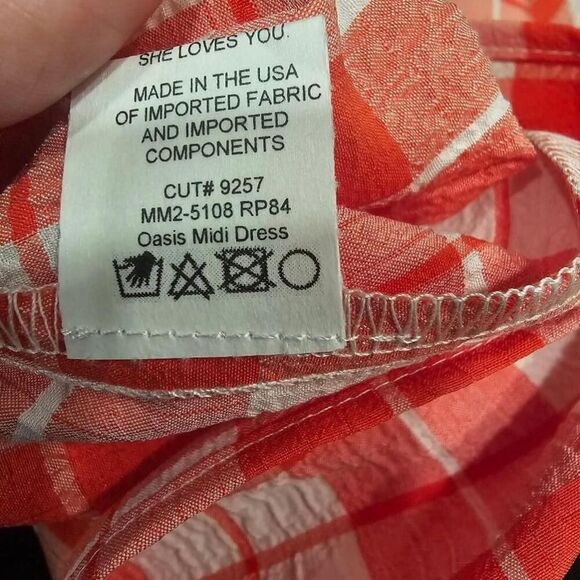 SHE LOVES YOU.
MADE IN THE USA
OF IMPORTED FABRIC
AND IMPORTED
COMPONENTS
CUT# 9257
MM2-5108 RP84
Oasis Midi Dress